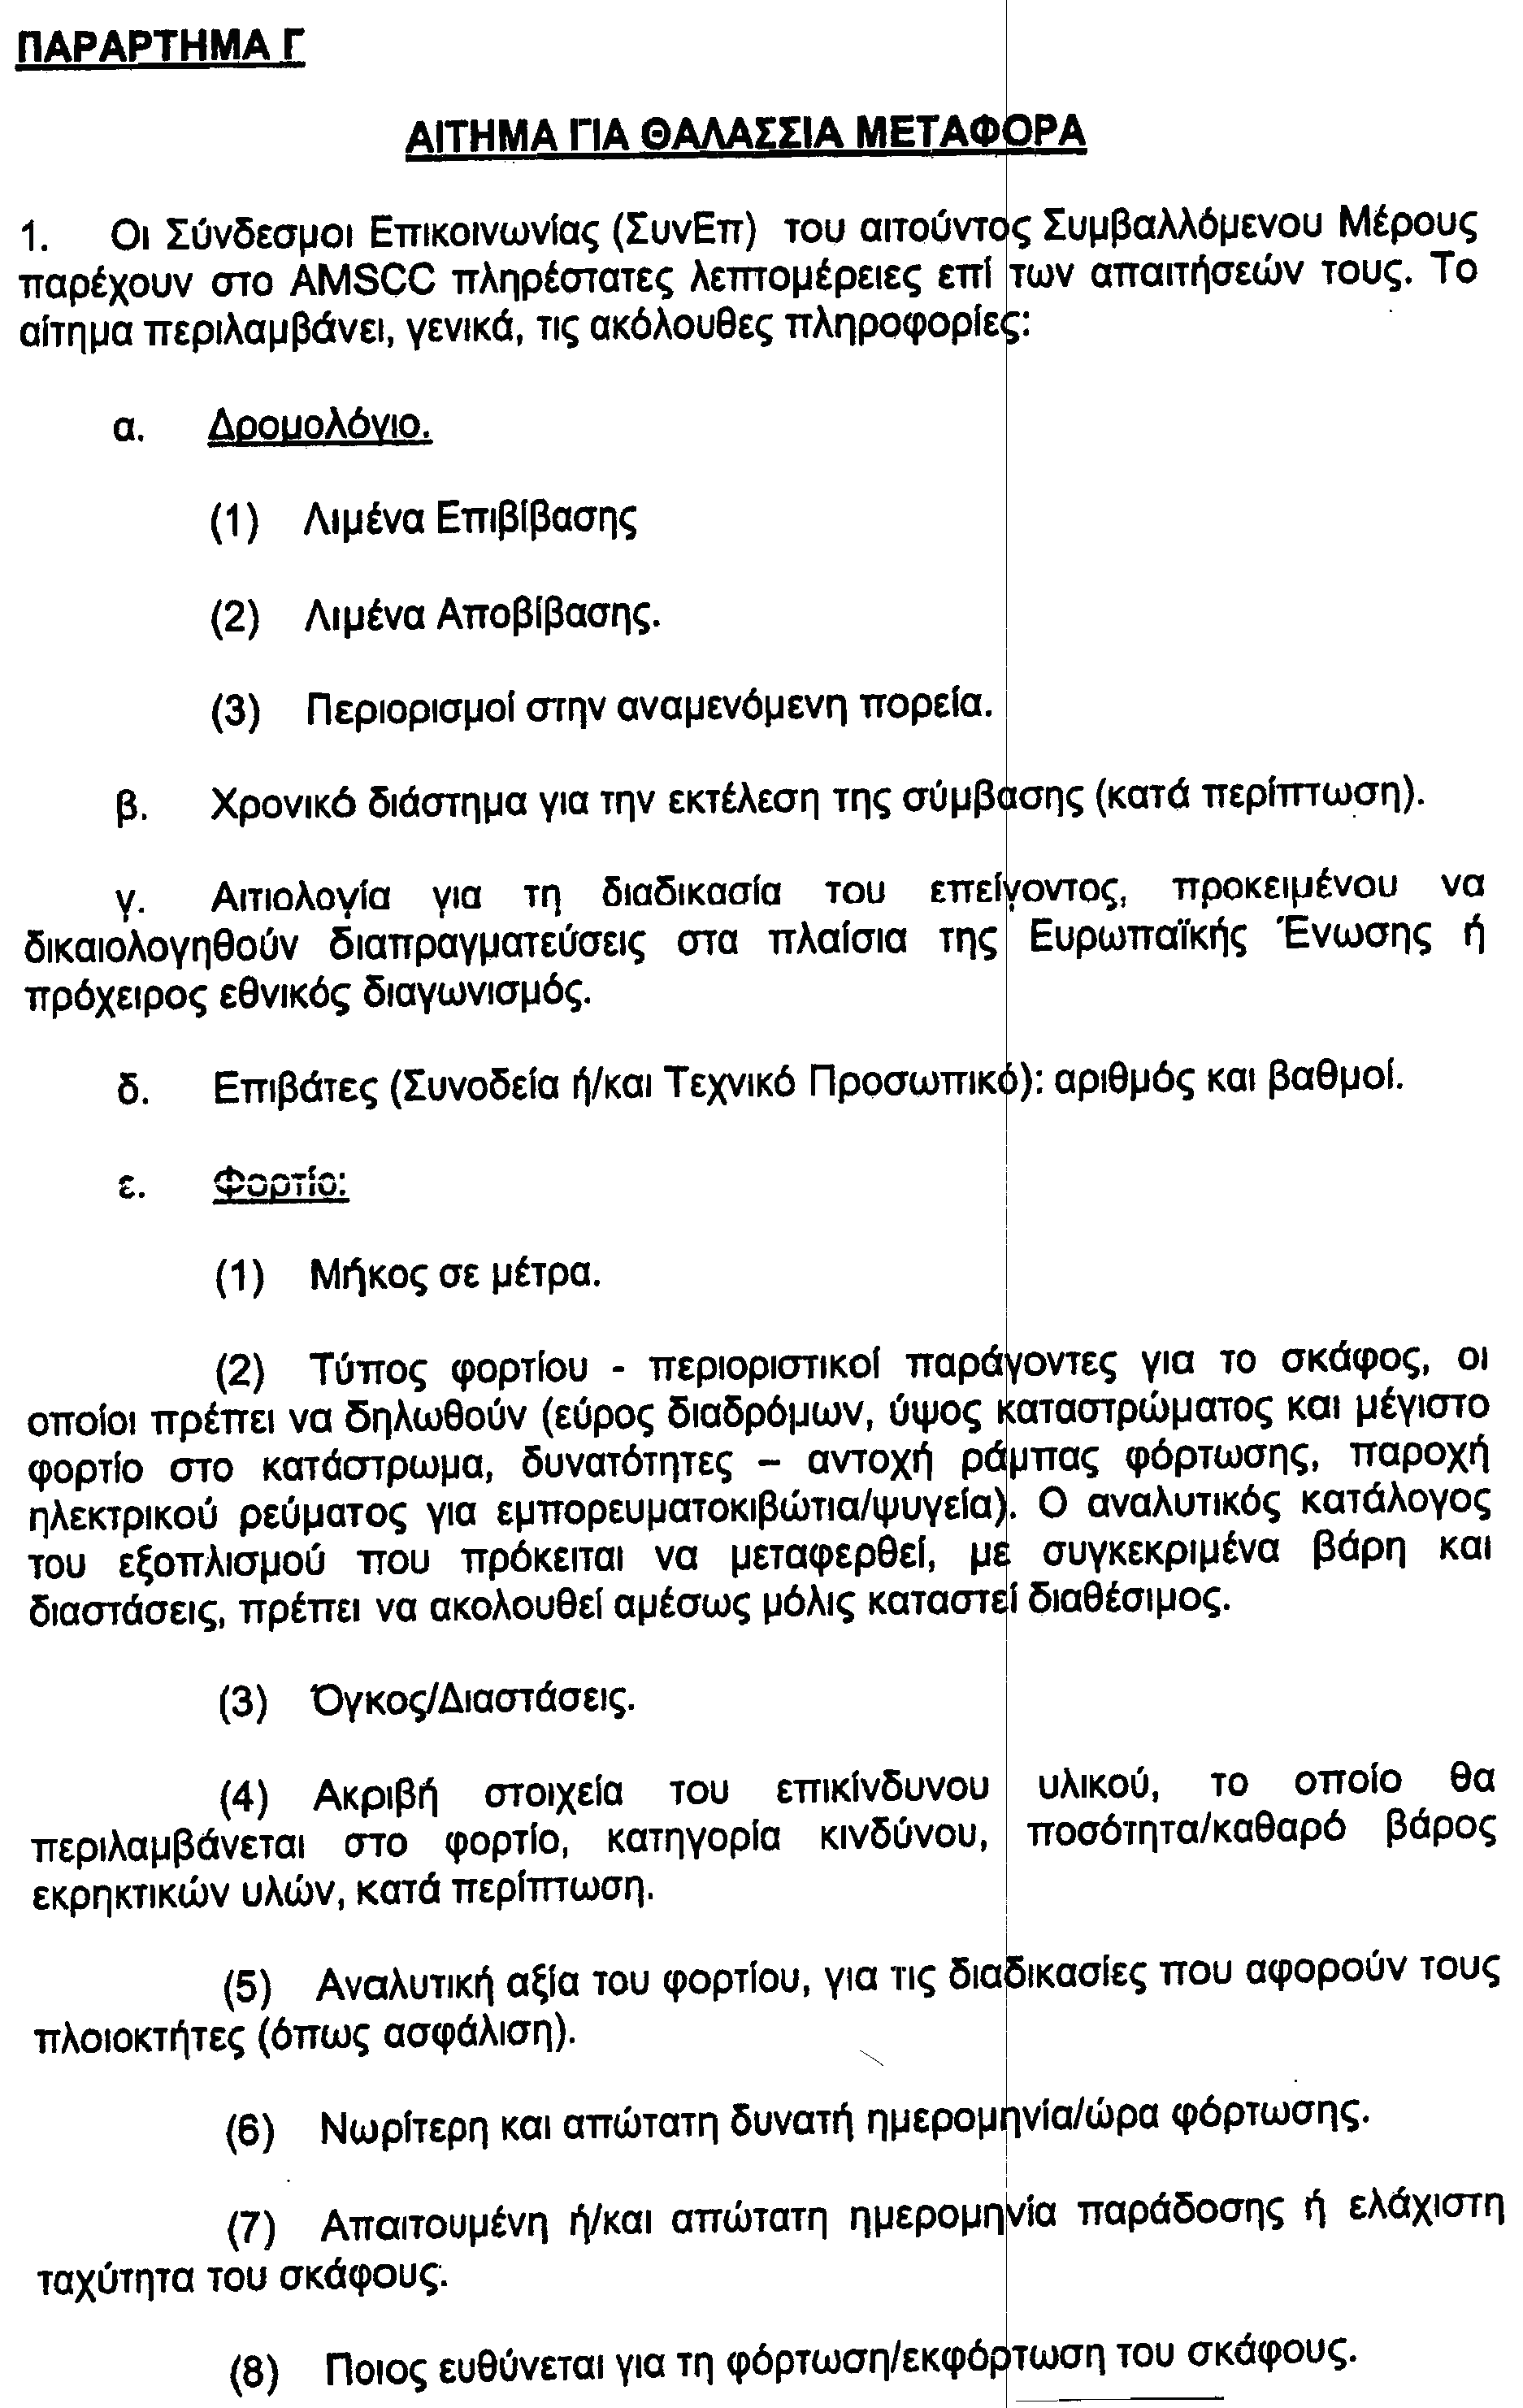 ΠΑΡΑΡΤΗΜΑ Γ
ΑΙΤΗΜΑ ΓΙΑ ΘΑΛΑΣΣΙΑ ΜΕΤΑΦΟΡΑ
1. Οι Σύνδεσμοι Επικοινωνίας (ΣυνΕπ) του αιτούντος Συμβαλλόμενου Μέρους
παρέχουν στο AMSCC πληρέστατες λεπτομέρειες επί των απαιτήσεών τους. Το
αίτημα περιλαμβάνει, γενικά, τις ακόλουθες πληροφορίες:
α. Δρομολόγιο.
(1) Λιμένα Επιβίβασης
(2) Λιμένα Αποβίβασης.
(3) Περιορισμοί στην αναμενόμενη πορεία.
β. Χρονικό διάστημα για την εκτέλεση της σύμβασης (κατά περίπτωση).
γ. Αιτιολογία για τη διαδικασία του επείγοντος, προκειμένου να
δικαιολογηθούν διαπραγματεύσεις στα πλαίσια της Ευρωπαϊκής Ένωσης ή
πρόχειρος εθνικός διαγωνισμός.
δ. Επιβάτες (Συνοδεία ή/και Τεχνικό Προσωπικό): αριθμός και βαθμοί.
ε. Φορτίο:
(1) Μήκος σε μέτρα.
(2) Τύπος φορτίου - περιοριστικοί παράγοντες για το σκάφος, οι
οποίοι πρέπει να δηλωθούν (εύρος διαδρόμων, ύψος καταστρώματος και μέγιστο
φορτίο στο κατάστρωμα, δυνατότητες – αντοχή ράμπας φόρτωσης, παροχή
ηλεκτρικού ρεύματος για εμπορευματοκιβώτια/ψυγεία). Ο αναλυτικός κατάλογος
του εξοπλισμού που πρόκειται να μεταφερθεί, με συγκεκριμένα βάρη και
διαστάσεις, πρέπει να ακολουθεί αμέσως μόλις καταστεί διαθέσιμος.
(3) Όγκος/Διαστάσεις.
(4) Ακριβή στοιχεία του επικίνδυνου υλικού, το οποίο θα
περιλαμβάνεται στο φορτίο, κατηγορία κινδύνου, ποσότητα/καθαρό βάρος
εκρηκτικών υλών, κατά περίπτωση.
(5) Αναλυτική αξία του φορτίου, για τις διαδικασίες που αφορούν τους
πλοιοκτήτες (όπως ασφάλιση).
(6) Νωρίτερη και απώτατη δυνατή ημερομηνία/ώρα φόρτωσης.
(7) Απαιτουμένη ή/και απώτατη ημερομηνία παράδοσης ή ελάχιστη
ταχύτητα του σκάφους.
(8) Ποιος ευθύνεται για τη φόρτωση/εκφόρτωση του σκάφους.